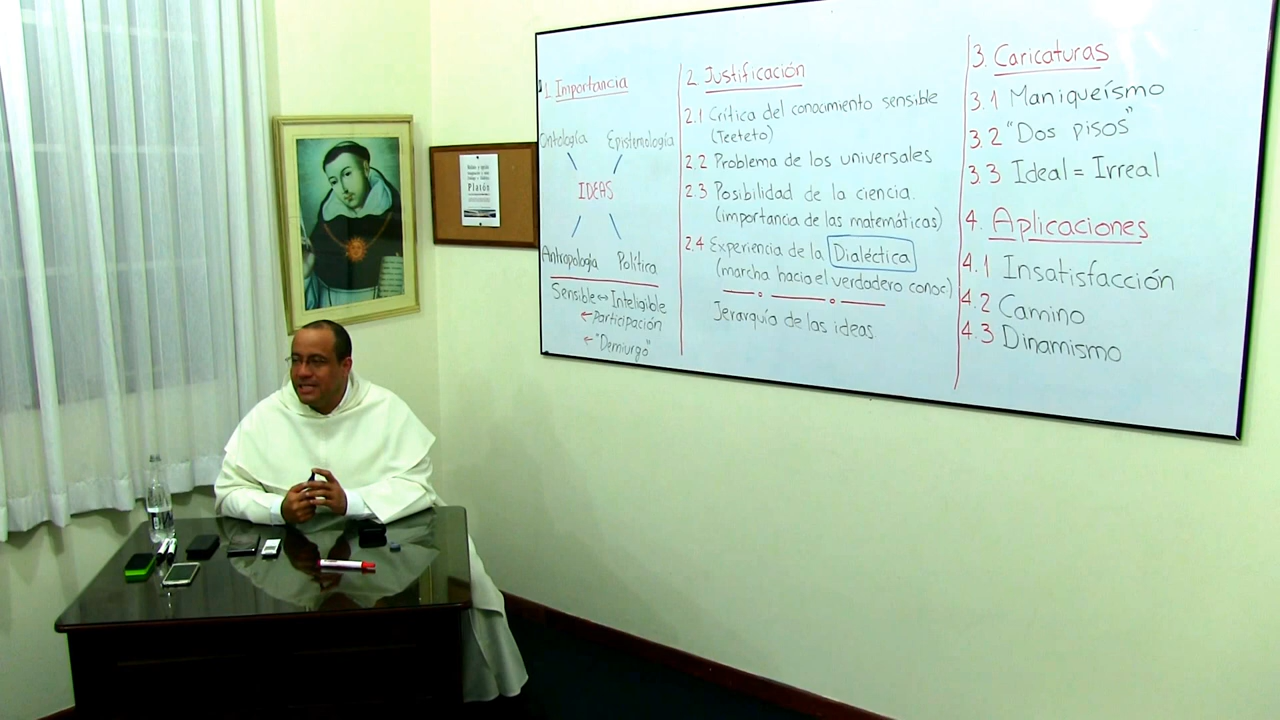 Platón
1. Importancia
Ontología Epistemología
IDEAS
Antropología Política
Sensible ↔ Inteligible
← Participación
← "Demiurgo"
2. Justificación
2.1 Crítica del conocimiento sensible
(Teeteto)
2.2 Problema de los universales
2.3 Posibilidad de la ciencia
(importancia de las matemáticas)
2.4 Experiencia de la Dialéctica
(marcha hacia el verdadero conoc)
Jerarquía de las ideas
3. Caricaturas
3.1 Maniqueísmo
3.2 "Dos pisos"
3.3 Ideal = Irreal
4. Aplicaciones
4.1 Insatisfacción
4.2 Camino
4.3 Dinamismo